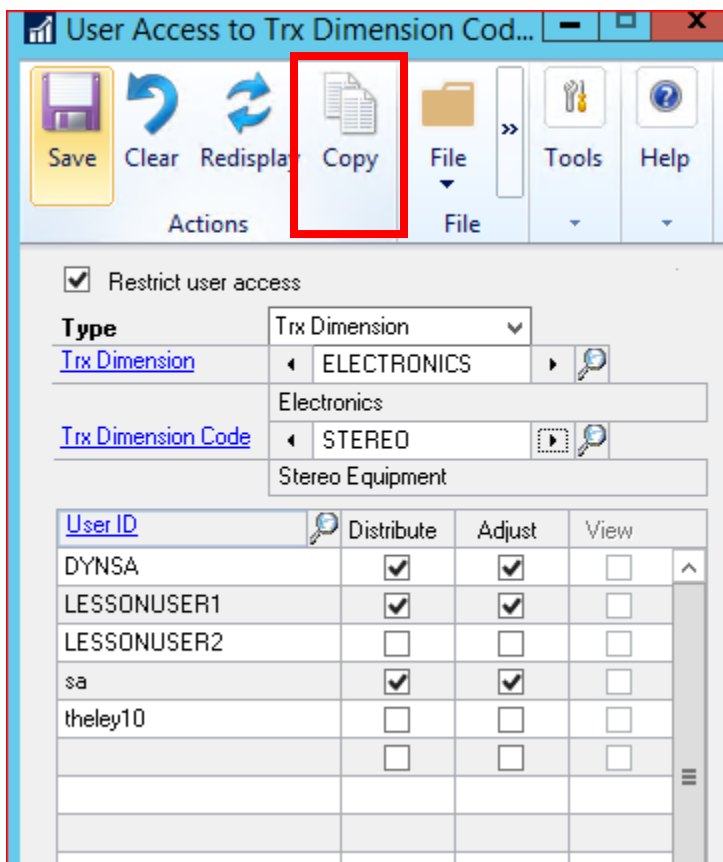 User Access to Trx Dimension Cod...
Save Clear Redisplay Copy File » Tools Help
Actions File
Restrict user access
Type Trx Dimension
Trx Dimension ELECTRONICS
Electronics
Trx Dimension Code STEREO
Stereo Equipment
User ID Distribute Adjust View
DYNSA
LESSONUSER1
LESSONUSER2
sa
theley10